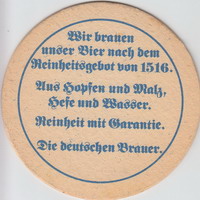 Wir brauen
unser Bier nach dem
Reinheitsgebot von 1516.
Aus Hopfen und Malz,
Hefe und Wasser.
Reinheit mit Garantie.
Die deutschen Brauer.